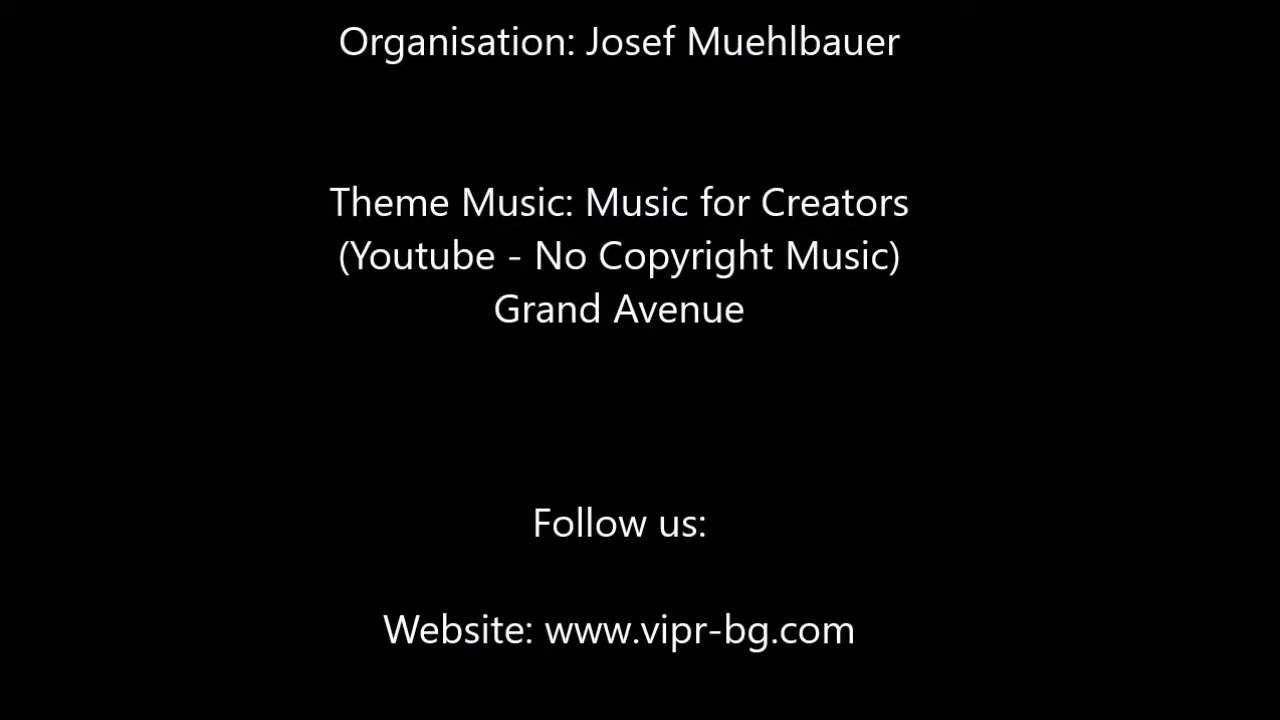 Organisation: Josef Muehlbauer
Theme Music: Music for Creators
(Youtube - No Copyright Music)
Grand Avenue
Follow us:
Website: www.vipr-bg.com